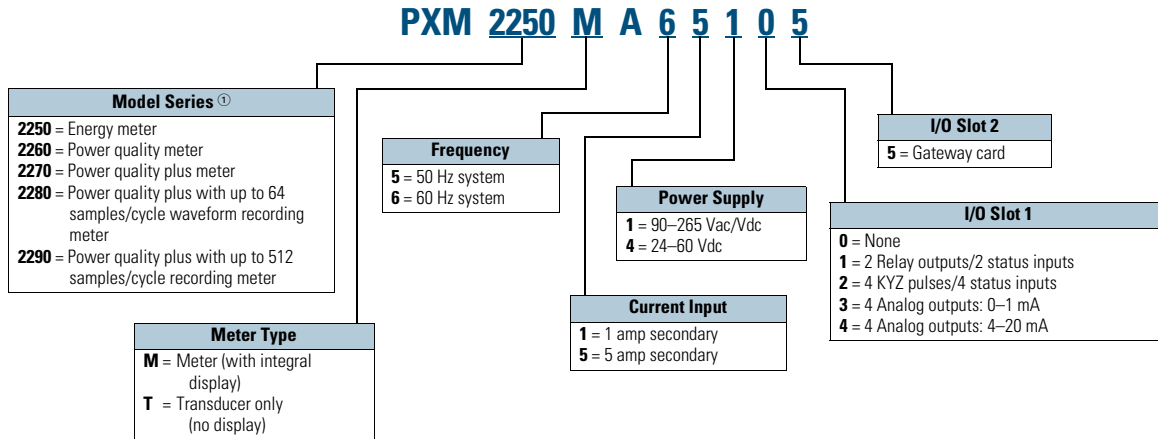 PXM 2250 M A 6 5 1 0 5
Model Series ①
2250 = Energy meter
2260 = Power quality meter
2270 = Power quality plus meter
2280 = Power quality plus with up to 64
samples/cycle waveform recording
meter
2290 = Power quality plus with up to 512
samples/cycle recording meter
Meter Type
M = Meter (with integral
display)
T = Transducer only
(no display)
Frequency
5 = 50 Hz system
6 = 60 Hz system
Current Input
1 = 1 amp secondary
5 = 5 amp secondary
Power Supply
1 = 90–265 Vac/Vdc
4 = 24–60 Vdc
I/O Slot 1
0 = None
1 = 2 Relay outputs/2 status inputs
2 = 4 KYZ pulses/4 status inputs
3 = 4 Analog outputs: 0–1 mA
4 = 4 Analog outputs: 4–20 mA
I/O Slot 2
5 = Gateway card